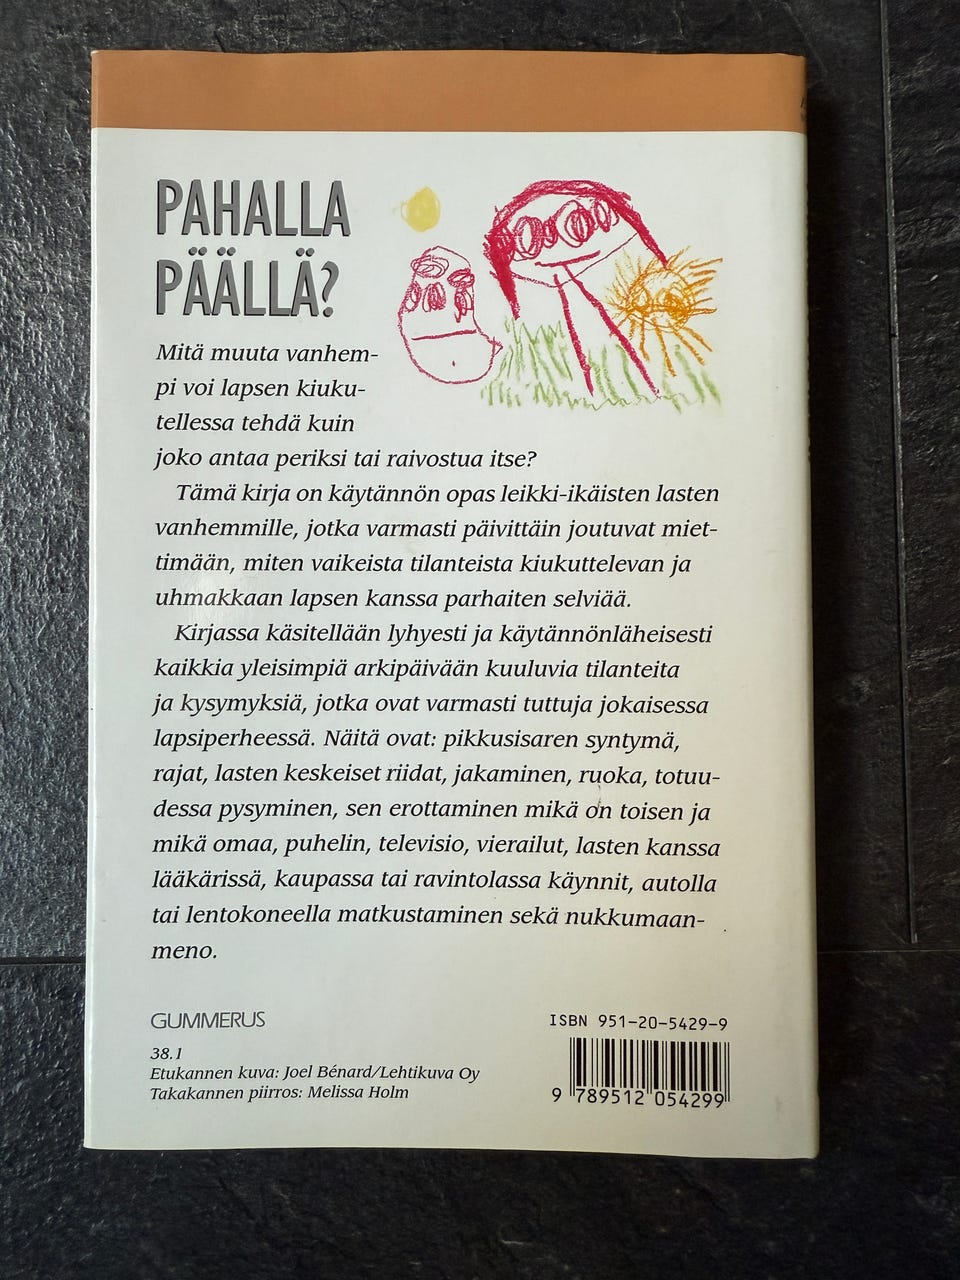 PAHALLA
PÄÄLLÄ?
Mitä muuta vanhem-
pi voi lapsen kiuku-
tellessa tehdä kuin
joko antaa periksi tai raivostua itse?
Tämä kirja on käytännön opas leikki-ikäisten lasten
vanhemmille, jotka varmasti päivittäin joutuvat miet-
timään, miten vaikeista tilanteista kiukuttelevan ja
uhmakkaan lapsen kanssa parhaiten selviää.
Kirjassa käsitellään lyhyesti ja käytännönläheisesti
kaikkia yleisimpiä arkipäivään kuuluvia tilanteita
ja kysymyksiä, jotka ovat varmasti tuttuja jokaisessa
lapsiperheessä. Näitä ovat: pikkusisaren syntymä,
rajat, lasten keskeiset riidat, jakaminen, ruoka, totuu-
dessa pysyminen, sen erottaminen mikä on toisen ja
mikä omaa, puhelin, televisio, vierailut, lasten kanssa
lääkärissä, kaupassa tai ravintolassa käynnit, autolla
tai lentokoneella matkustaminen sekä nukkumaan-
meno.
GUMMERUS
38.1
Etukannen kuva: Joel Bénard/Lehtikuva Oy
Takakannen piirros: Melissa Holm
ISBN 951-20-5429-9
9 789512 054299